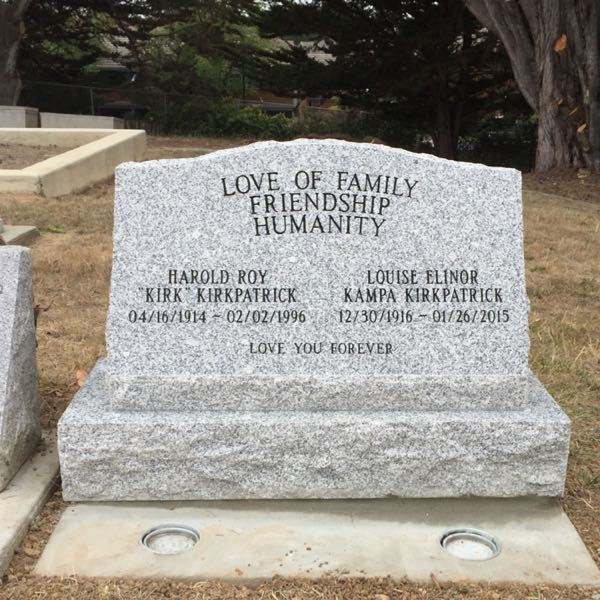 LOVE OF FAMILY
FRIENDSHIP
HUMANITY
HAROLD ROY
"KIRK" KIRKPATRICK
04/16/1914 - 02/02/1996
LOUISE ELINOR
KAMPA KIRKPATRICK
12/30/1916 - 01/26/2015
LOVE YOU FOREVER